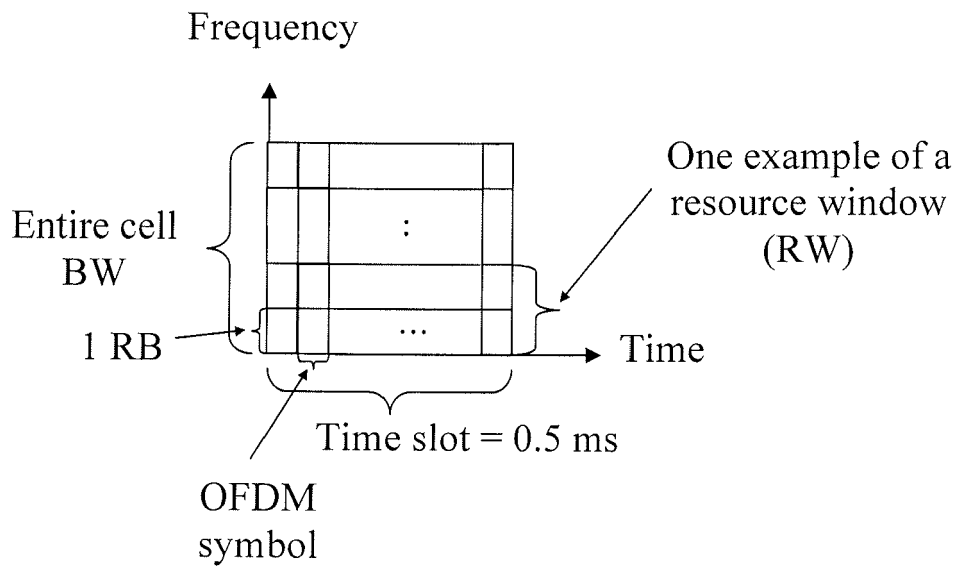 Frequency
One example of a
resource window
(RW)
Entire cell
BW
:
1 RB
...
Time
Time slot = 0.5 ms
OFDM
symbol